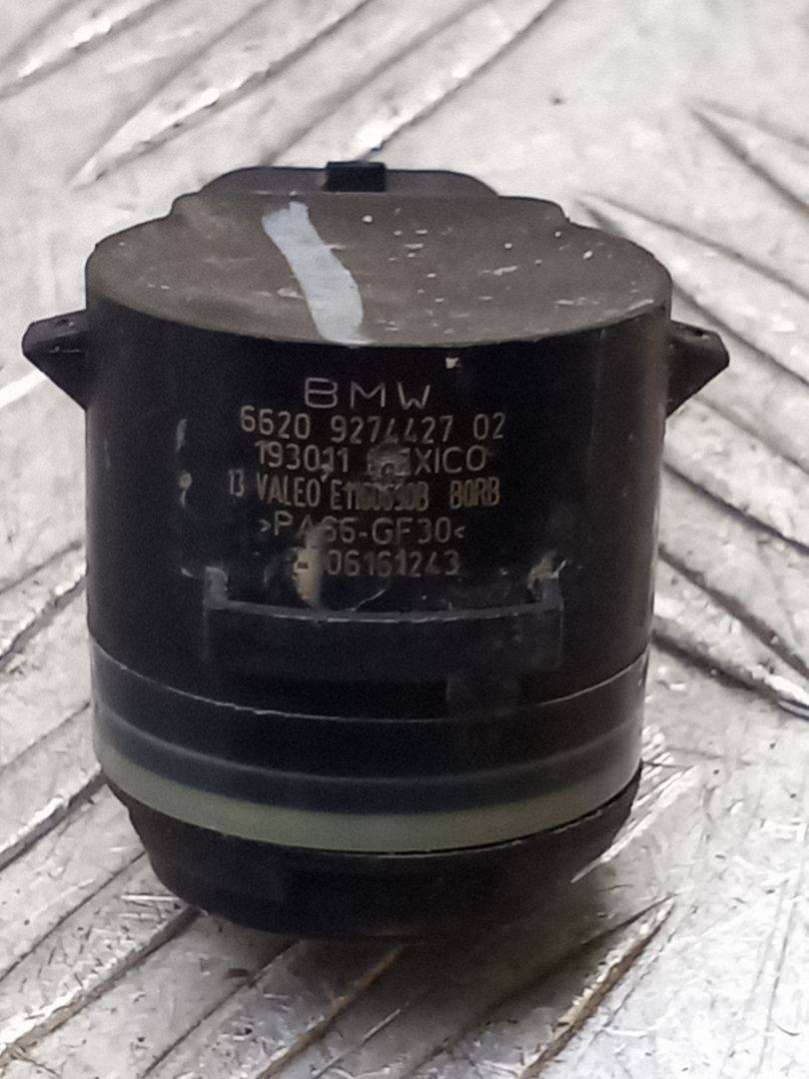 BMW
6620 9274427 02
193011 MEXICO
13 VALEO BORB
>PA66-GF30<
06161243